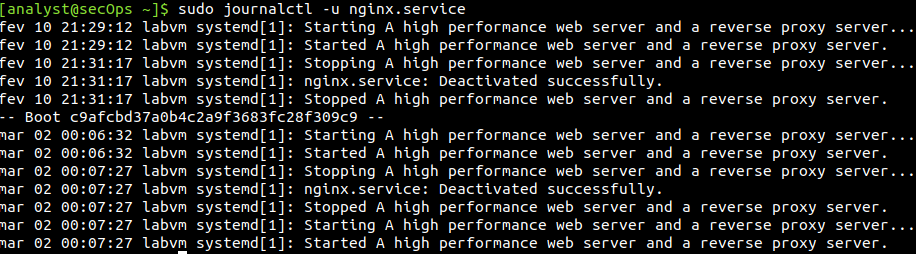 [analyst@secOps ~]$ sudo journalctl -u nginx.service
fev 10 21:29:12 labvm systemd[1]: Starting A high performance web server and a reverse proxy server...
fev 10 21:29:12 labvm systemd[1]: Started A high performance web server and a reverse proxy server.
fev 10 21:31:17 labvm systemd[1]: Stopping A high performance web server and a reverse proxy server...
fev 10 21:31:17 labvm systemd[1]: nginx.service: Deactivated successfully.
fev 10 21:31:17 labvm systemd[1]: Stopped A high performance web server and a reverse proxy server.
-- Boot c9afcbd37a0b4c2a9f3683fc28f309c9 --
mar 02 00:06:32 labvm systemd[1]: Starting A high performance web server and a reverse proxy server...
mar 02 00:06:32 labvm systemd[1]: Started A high performance web server and a reverse proxy server.
mar 02 00:07:27 labvm systemd[1]: Stopping A high performance web server and a reverse proxy server...
mar 02 00:07:27 labvm systemd[1]: nginx.service: Deactivated successfully.
mar 02 00:07:27 labvm systemd[1]: Stopped A high performance web server and a reverse proxy server.
mar 02 00:07:27 labvm systemd[1]: Starting A high performance web server and a reverse proxy server...
mar 02 00:07:27 labvm systemd[1]: Started A high performance web server and a reverse proxy server.